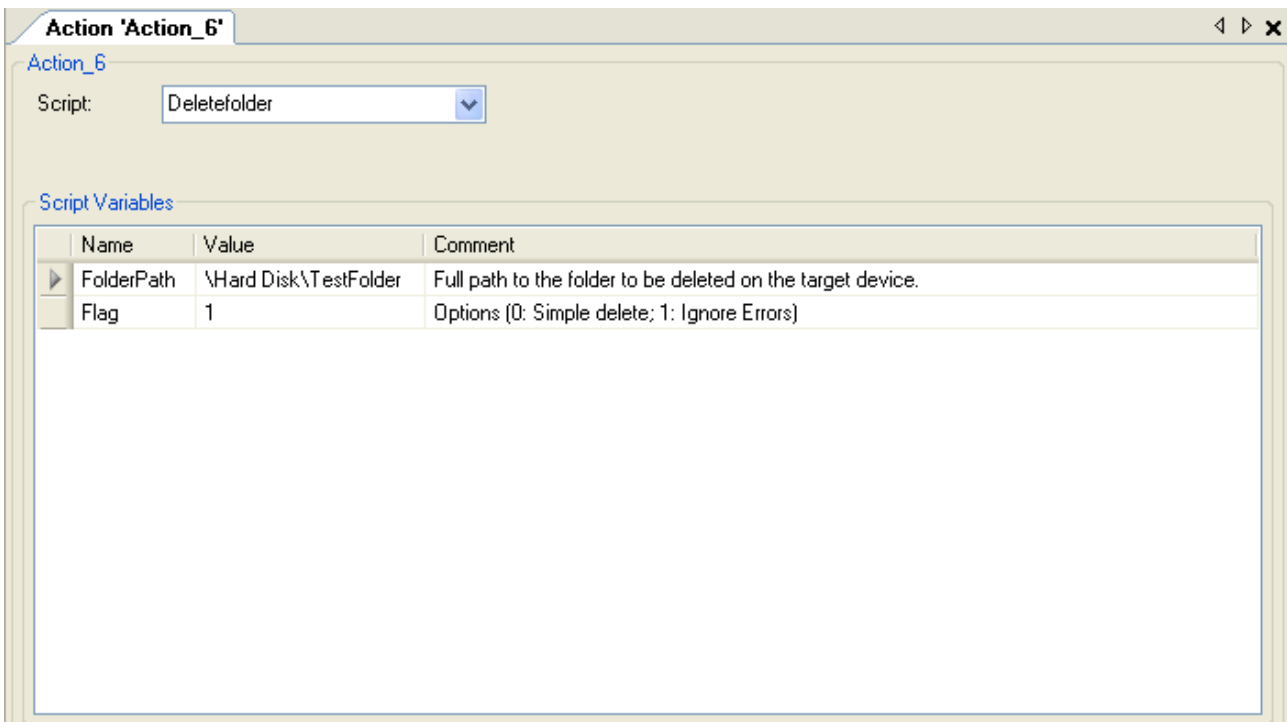 Action 'Action_6'
Action_6
Script: Deletefolder
Script Variables
Name Value Comment
FolderPath \Hard Disk\TestFolder Full path to the folder to be deleted on the target device.
Flag 1 Options (0: Simple delete; 1: Ignore Errors)